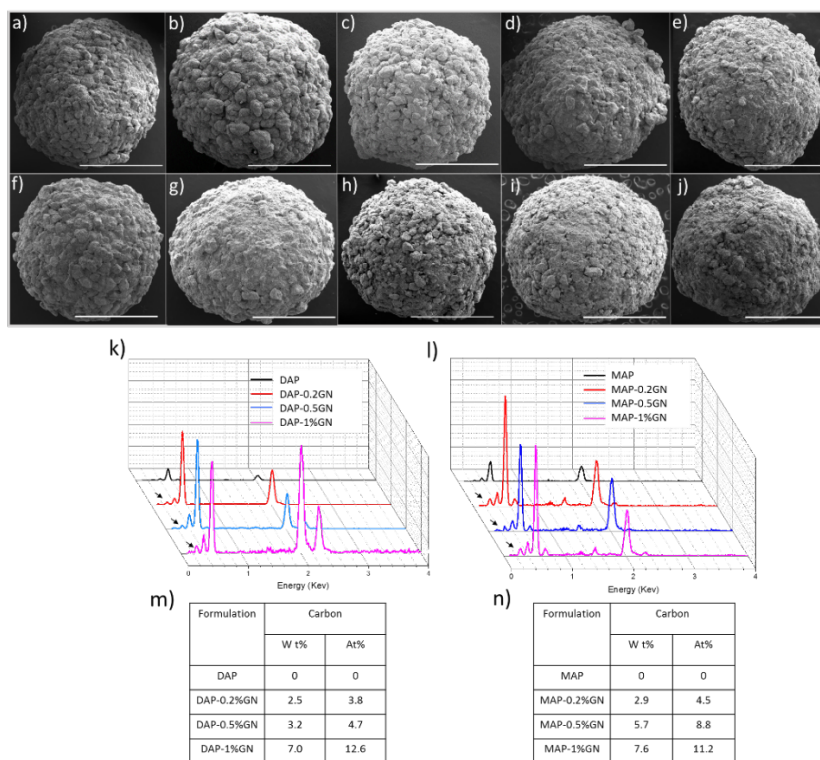 a) b) c) d) e)
f) g) h) i) j)
k)
DAP
DAP-0.2GN
DAP-0.5GN
DAP-1%GN
0 1 2 3 4
Energy (Kev)
l)
MAP
MAP-0.2GN
MAP-0.5GN
MAP-1%GN
0 1 2 3 4
Energy (Kev)
m)
Formulation Carbon
W t% At%
DAP 0 0
DAP-0.2%GN 2.5 3.8
DAP-0.5%GN 3.2 4.7
DAP-1%GN 7.0 12.6
n)
Formulation Carbon
W t% At%
MAP 0 0
MAP-0.2%GN 2.9 4.5
MAP-0.5%GN 5.7 8.8
MAP-1%GN 7.6 11.2